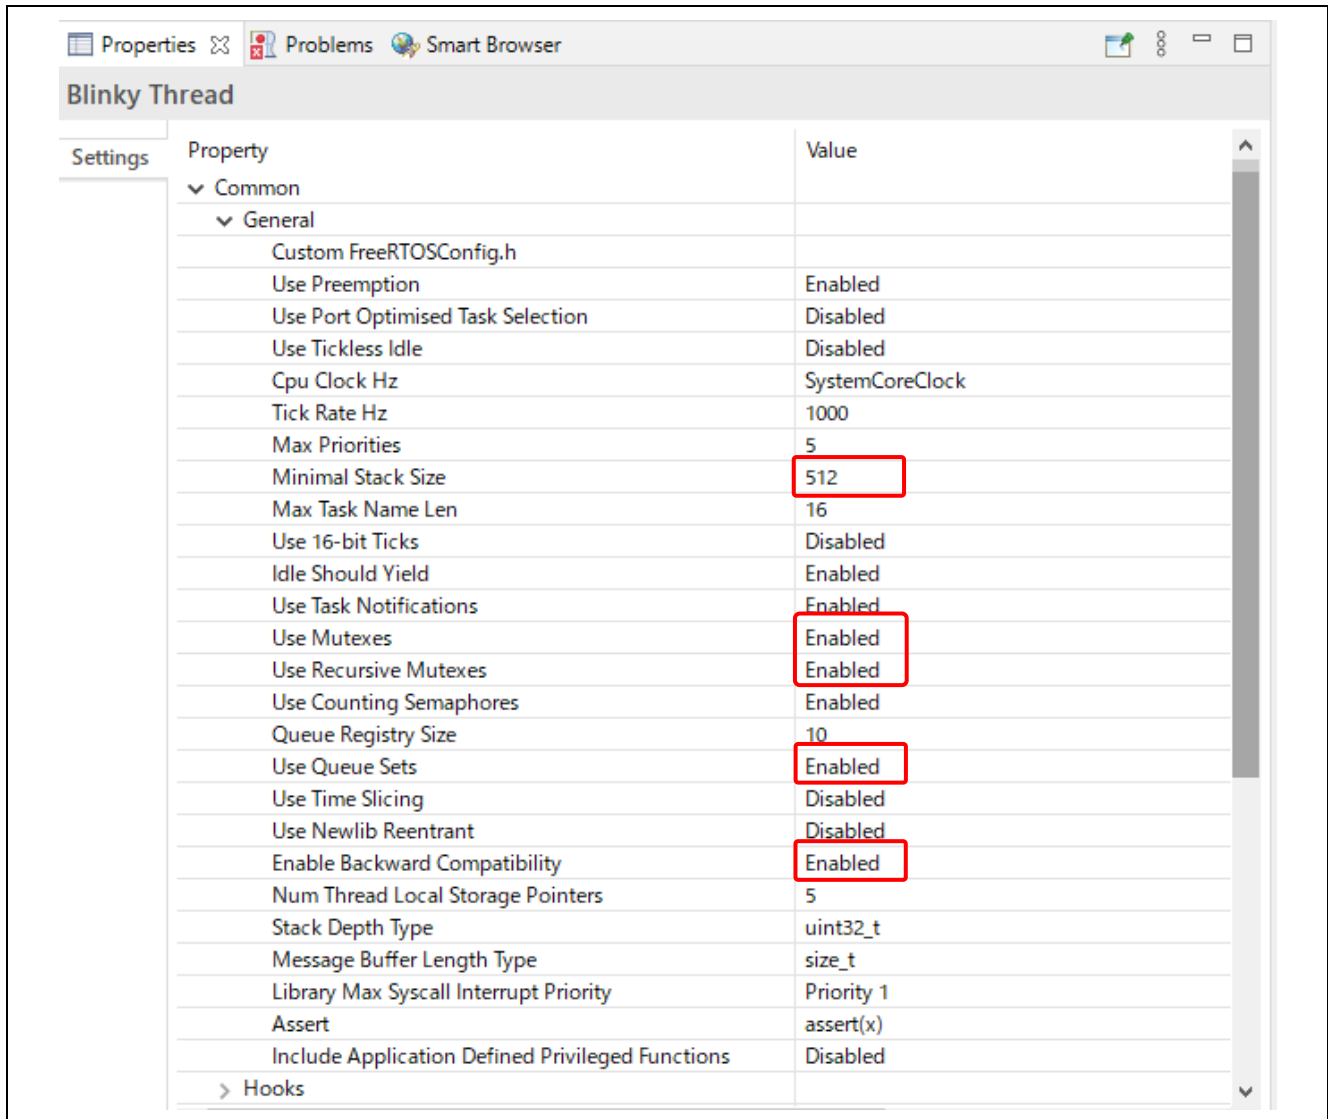 Properties Problems Smart Browser
Blinky Thread
Settings
Property Value
Common
General
Custom FreeRTOSConfig.h
Use Preemption Enabled
Use Port Optimised Task Selection Disabled
Use Tickless Idle Disabled
Cpu Clock Hz SystemCoreClock
Tick Rate Hz 1000
Max Priorities 5
Minimal Stack Size 512
Max Task Name Len 16
Use 16-bit Ticks Disabled
Idle Should Yield Enabled
Use Task Notifications Enabled
Use Mutexes Enabled
Use Recursive Mutexes Enabled
Use Counting Semaphores Enabled
Queue Registry Size 10
Use Queue Sets Enabled
Use Time Slicing Disabled
Use Newlib Reentrant Disabled
Enable Backward Compatibility Enabled
Num Thread Local Storage Pointers 5
Stack Depth Type uint32_t
Message Buffer Length Type size_t
Library Max Syscall Interrupt Priority Priority 1
Assert assert(x)
Include Application Defined Privileged Functions Disabled
Hooks